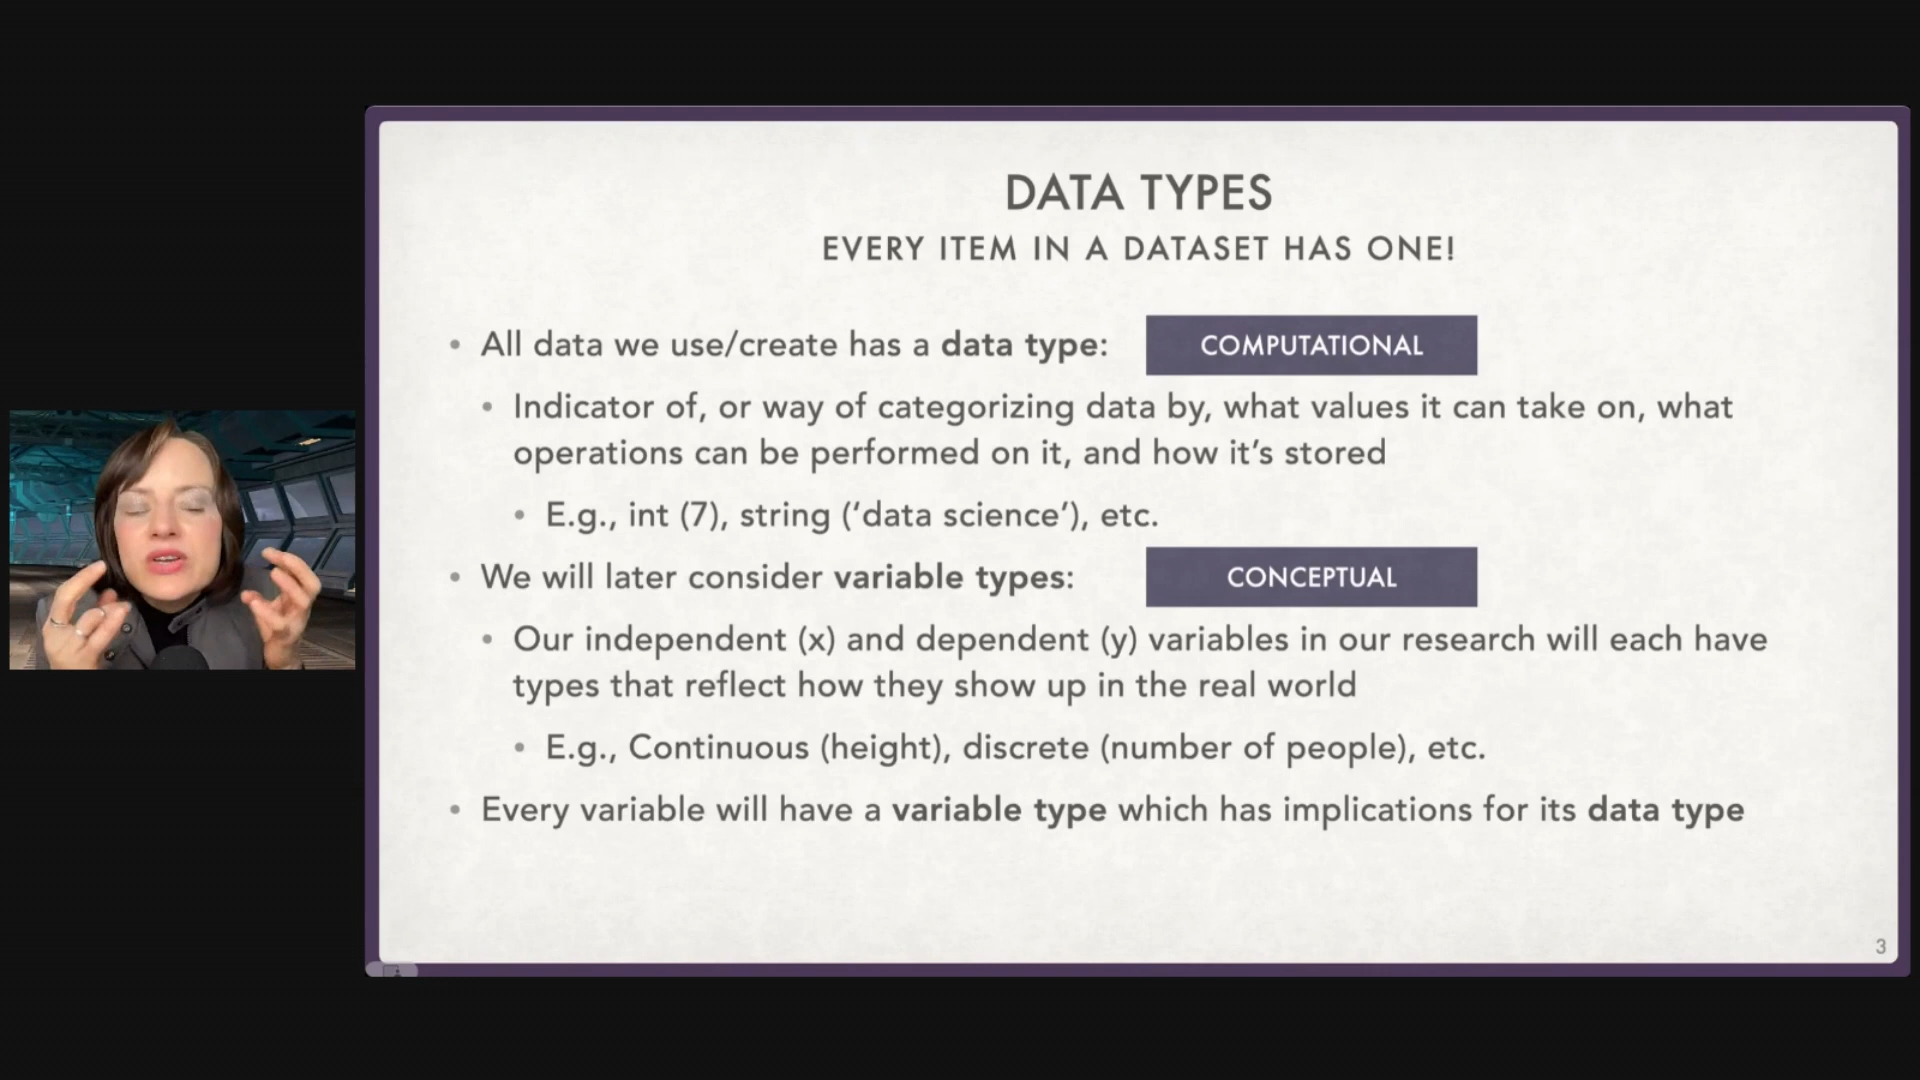 DATA TYPES
EVERY ITEM IN A DATASET HAS ONE!
• All data we use/create has a data type: COMPUTATIONAL
• Indicator of, or way of categorizing data by, what values it can take on, what
operations can be performed on it, and how it’s stored
• E.g., int (7), string (‘data science’), etc.
• We will later consider variable types: CONCEPTUAL
• Our independent (x) and dependent (y) variables in our research will each have
types that reflect how they show up in the real world
• E.g., Continuous (height), discrete (number of people), etc.
• Every variable will have a variable type which has implications for its data type
3